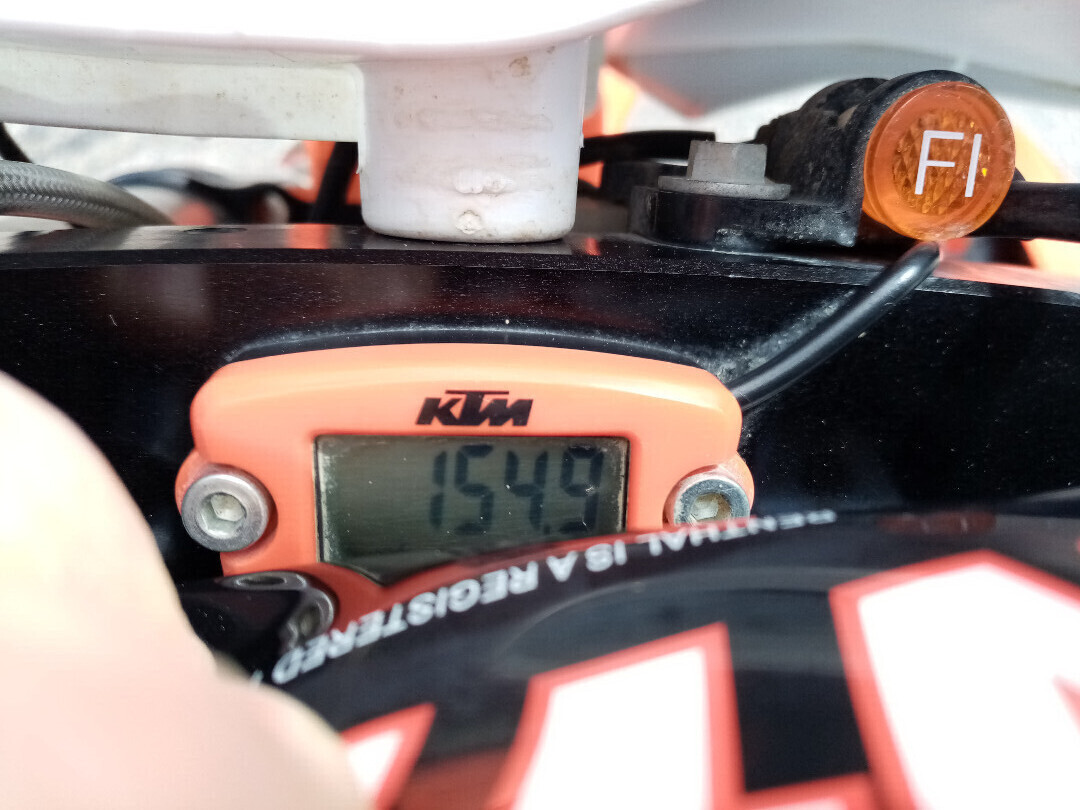 FI
KTM
154.9
RENTHAL IS A REGISTERED